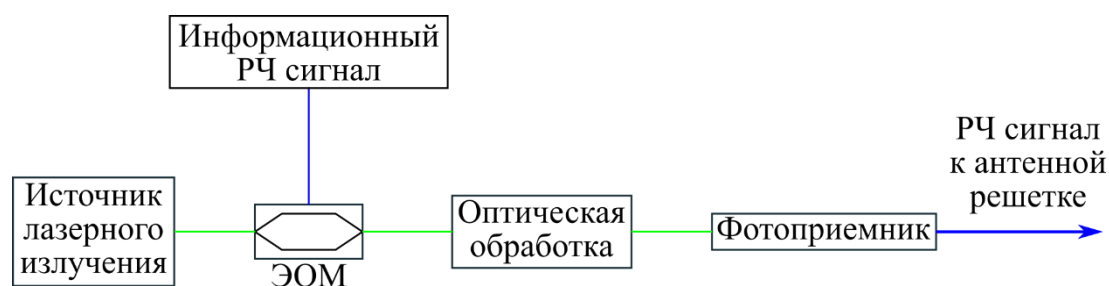 Информационный
РЧ сигнал
РЧ сигнал
к антенной
решетке
Источник
лазерного
излучения
ЭОМ
Оптическая
обработка
Фотоприемник